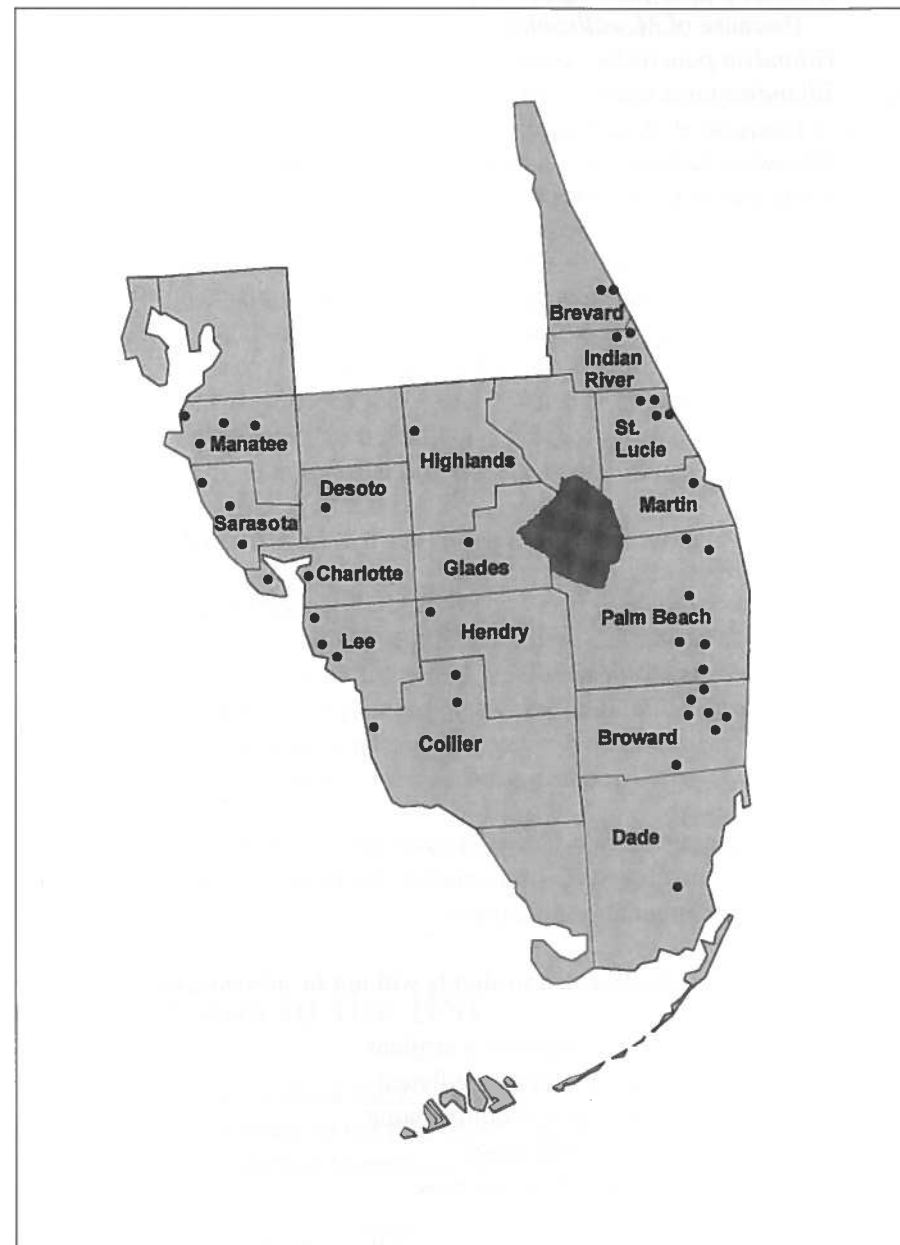 Brevard
Indian
River
St.
Lucie
Manatee
Highlands
Desoto
Martin
Sarasota
Charlotte
Glades
Palm Beach
Lee
Hendry
Broward
Collier
Dade